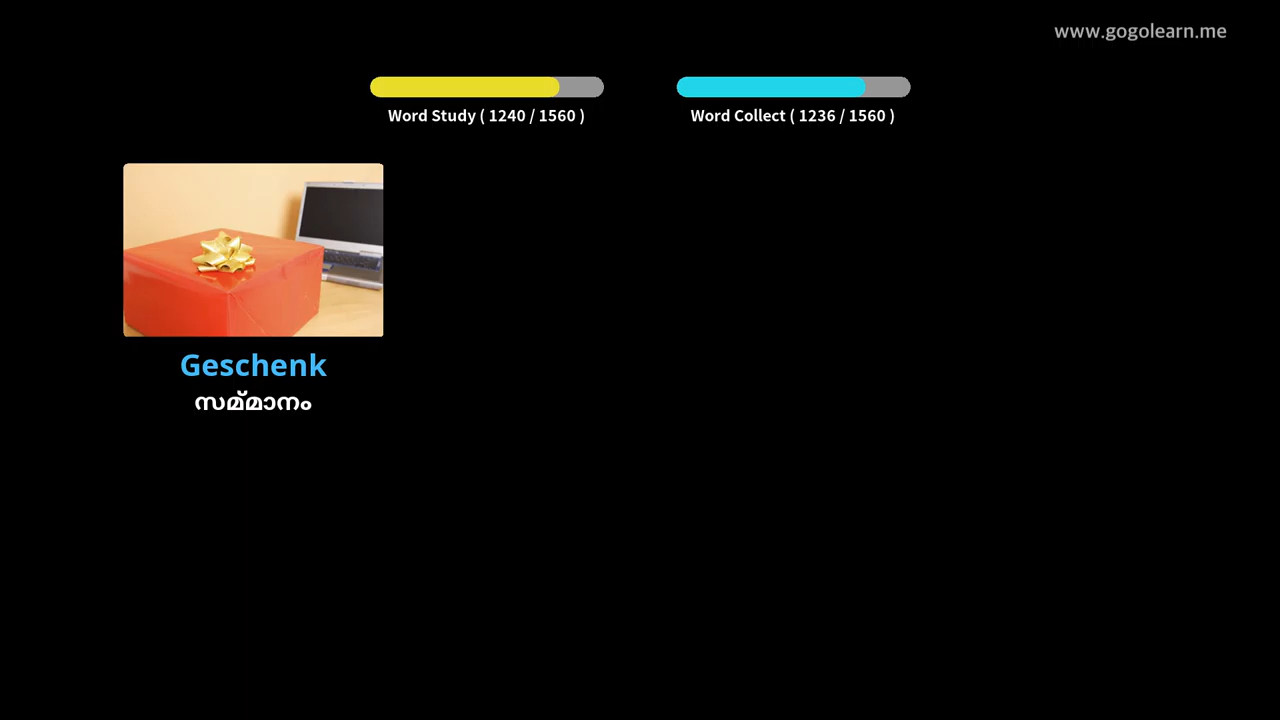 www.gogolearn.me
Word Study ( 1240 / 1560 )
Word Collect ( 1236 / 1560 )
Geschenk
സമ്മാനം